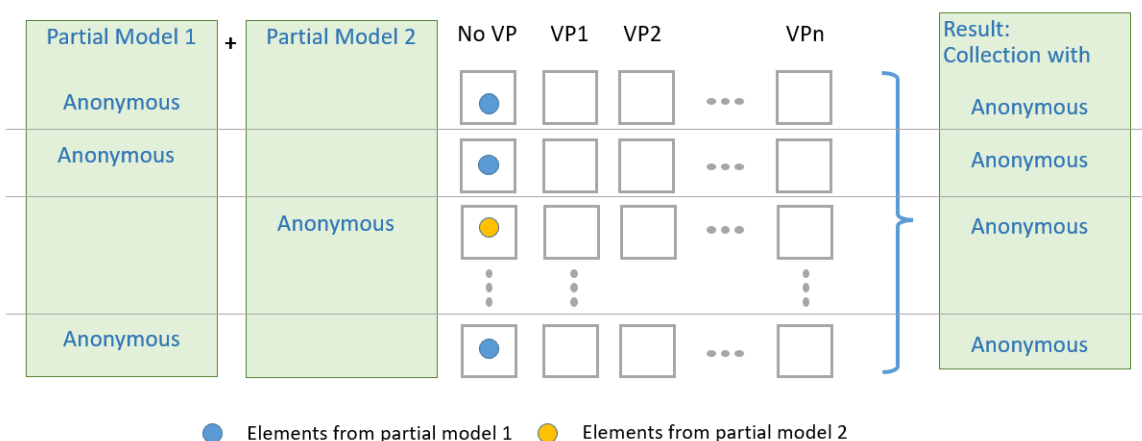 Partial Model 1 + Partial Model 2 No VP VP1 VP2 VPn Result:
Collection with
Anonymous Anonymous
Anonymous Anonymous
Anonymous Anonymous
Anonymous Anonymous
Elements from partial model 1 Elements from partial model 2